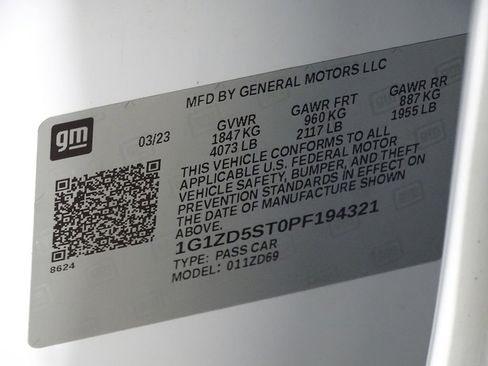 MFD BY GENERAL MOTORS LLC
gm
03/23
GVWR GAWR FRT GAWR RR
1847 KG 960 KG 887 KG
4073 LB 2117 LB 1955 LB
THIS VEHICLE CONFORMS TO ALL
APPLICABLE U.S. FEDERAL MOTOR
VEHICLE SAFETY, BUMPER, AND THEFT
PREVENTION STANDARDS IN EFFECT ON
THE DATE OF MANUFACTURE SHOWN
ABOVE.
1G1ZD5ST0PF194321
TYPE: PASS CAR
MODEL: 011ZD69
8624